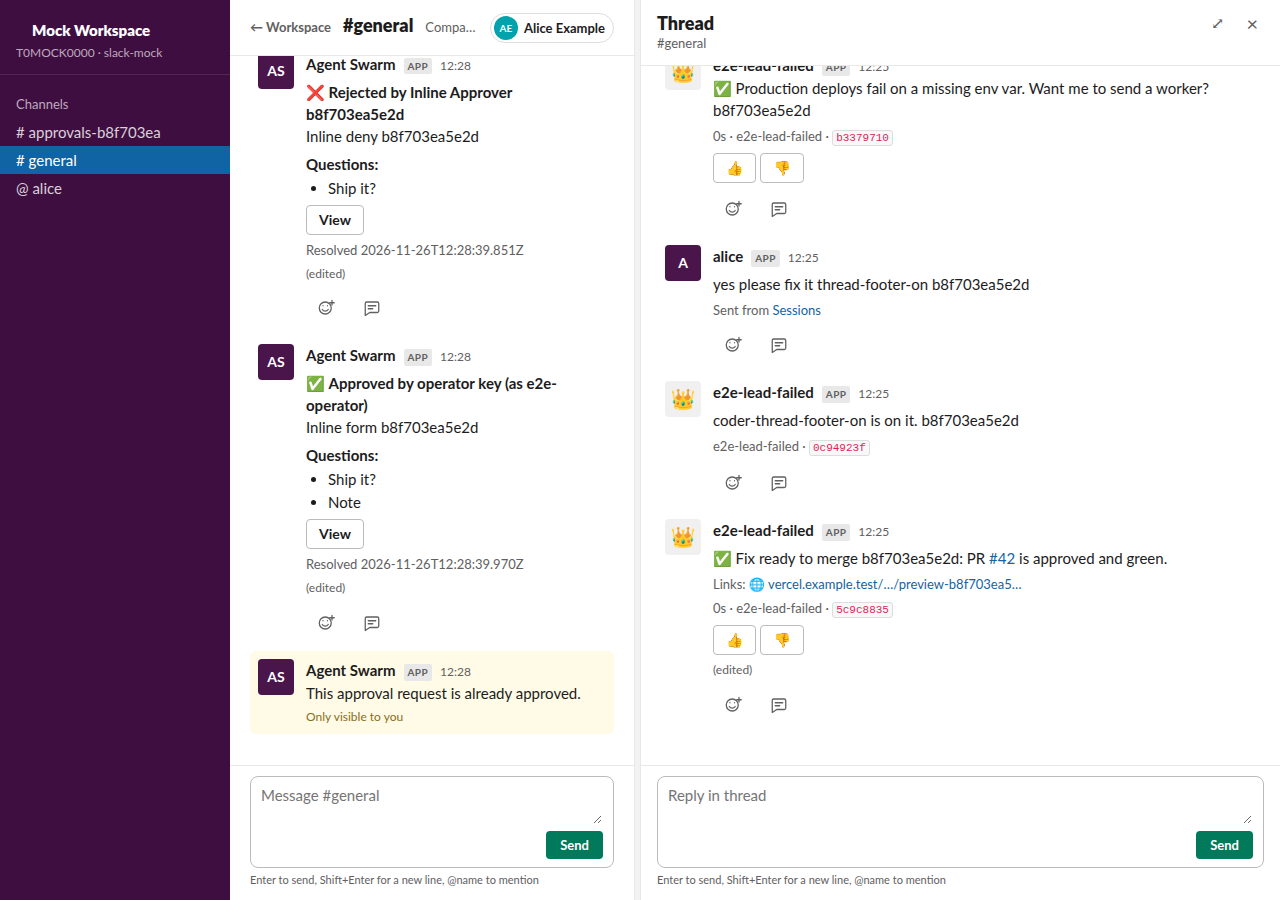 Mock Workspace
T0MOCK0000 · slack-mock
Channels
# approvals-b8f703ea
# general
@ alice
← Workspace #general Compa... AE Alice Example
AS Agent Swarm APP 12:28
❌ Rejected by Inline Approver
b8f703ea5e2d
Inline deny b8f703ea5e2d
Questions:
• Ship it?
View
Resolved 2026-11-26T12:28:39.851Z
(edited)
AS Agent Swarm APP 12:28
✅ Approved by operator key (as e2e-
operator)
Inline form b8f703ea5e2d
Questions:
• Ship it?
• Note
View
Resolved 2026-11-26T12:28:39.970Z
(edited)
AS Agent Swarm APP 12:28
This approval request is already approved.
Only visible to you
Message #general
Send
Enter to send, Shift+Enter for a new line, @name to mention
Thread
#general
e2e-lead-failed APP 12:25
✅ Production deploys fail on a missing env var. Want me to send a worker?
b8f703ea5e2d
0s · e2e-lead-failed · b3379710
👍 👎
A alice APP 12:25
yes please fix it thread-footer-on b8f703ea5e2d
Sent from Sessions
e2e-lead-failed APP 12:25
coder-thread-footer-on is on it. b8f703ea5e2d
e2e-lead-failed · 0c94923f
e2e-lead-failed APP 12:25
✅ Fix ready to merge b8f703ea5e2d: PR #42 is approved and green.
Links: 🌐 vercel.example.test/.../preview-b8f703ea5...
0s · e2e-lead-failed · 5c9c8835
👍 👎
(edited)
Reply in thread
Send
Enter to send, Shift+Enter for a new line, @name to mention